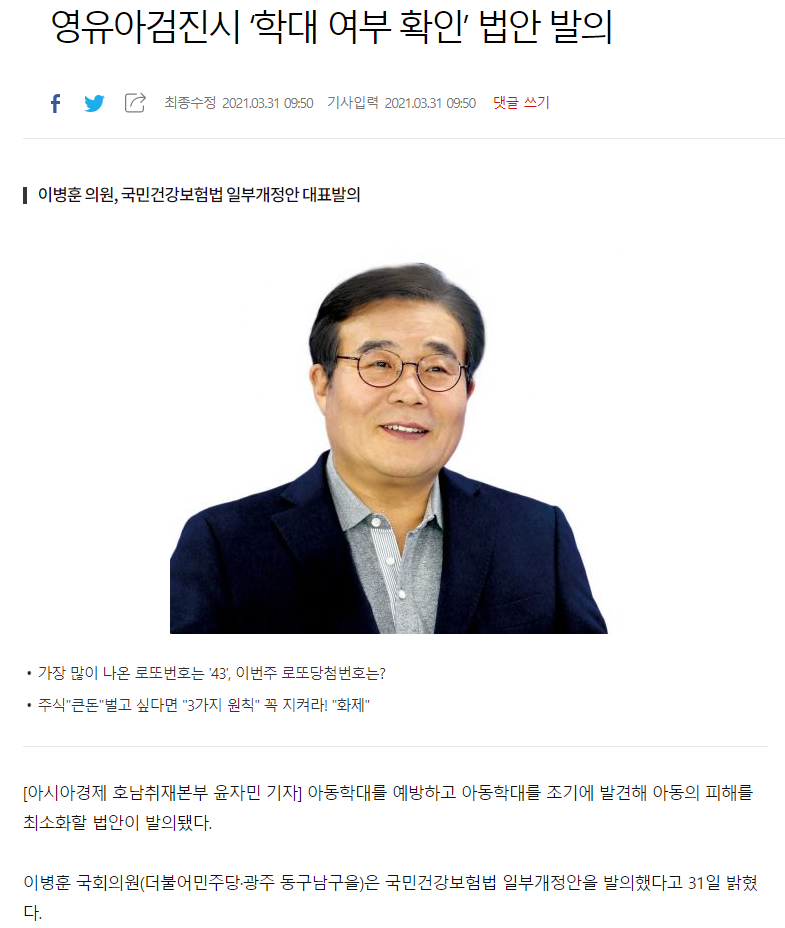 영유아검진시 ‘학대 여부 확인’ 법안 발의
최종수정 2021.03.31 09:50 기사입력 2021.03.31 09:50 댓글 쓰기
이병훈 의원, 국민건강보험법 일부개정안 대표발의
• 가장 많이 나온 로또번호는 '43', 이번주 로또당첨번호는?
• 주식"큰돈"벌고 싶다면 "3가지 원칙" 꼭 지켜라! "화제"
[아시아경제 호남취재본부 윤자민 기자] 아동학대를 예방하고 아동학대를 조기에 발견해 아동의 피해를
최소화할 법안이 발의됐다.
이병훈 국회의원(더불어민주당·광주 동구남구을)은 국민건강보험법 일부개정안을 발의했다고 31일 밝혔
다.